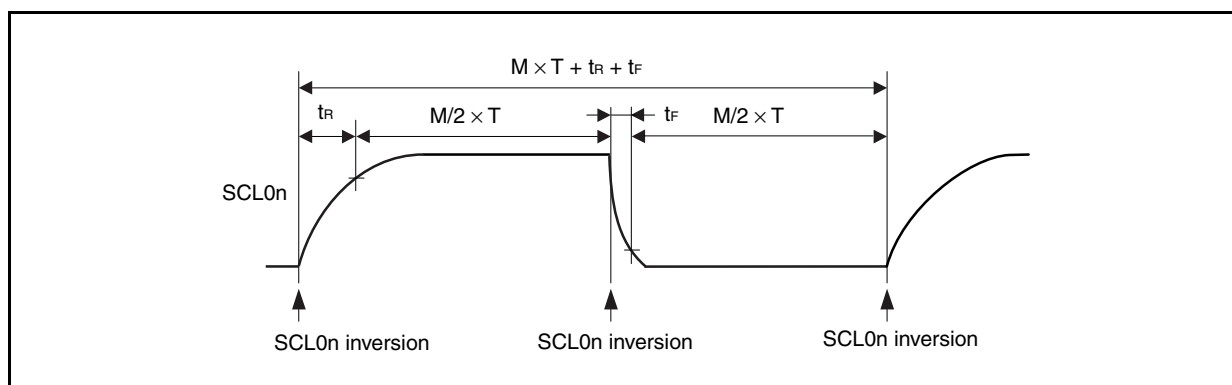 M × T + tR + tF
tR
M/2 × T
tF
M/2 × T
SCL0n
SCL0n inversion
SCL0n inversion
SCL0n inversion